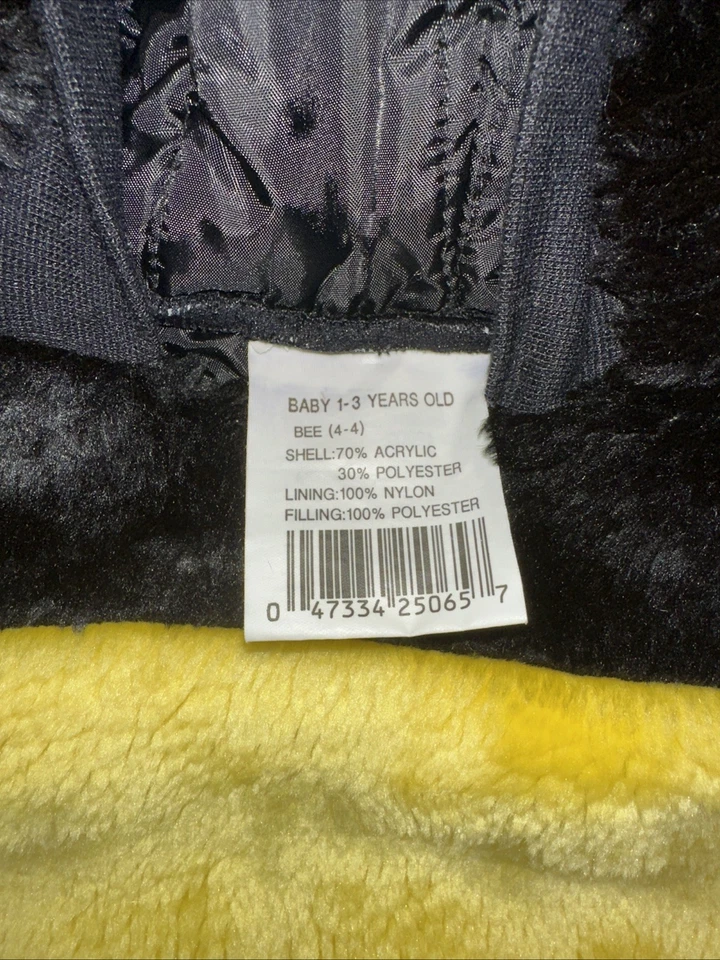 BABY 1-3 YEARS OLD
BEE (4-4)
SHELL:70% ACRYLIC
30% POLYESTER
LINING:100% NYLON
FILLING:100% POLYESTER
0 47334 25065 7